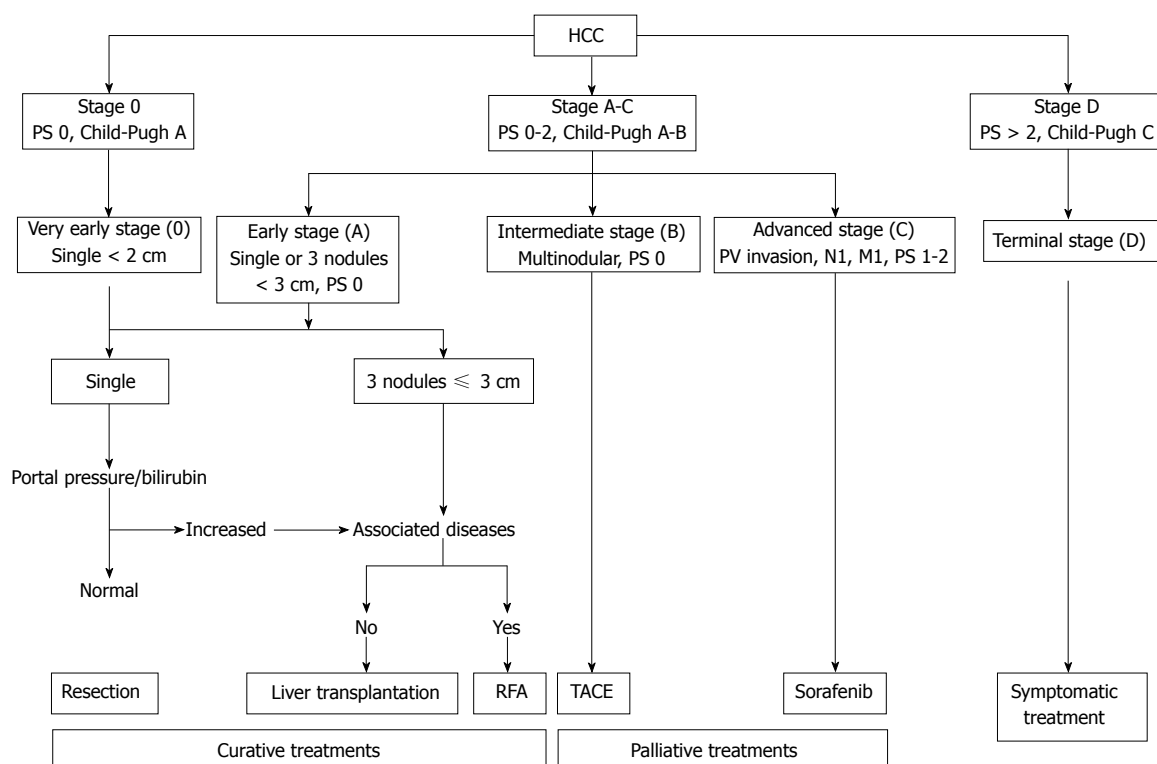 HCC
Stage 0
PS 0, Child-Pugh A
Stage A-C
PS 0-2, Child-Pugh A-B
Stage D
PS > 2, Child-Pugh C
Very early stage (0)
Single < 2 cm
Early stage (A)
Single or 3 nodules
< 3 cm, PS 0
Intermediate stage (B)
Multinodular, PS 0
Advanced stage (C)
PV invasion, N1, M1, PS 1-2
Terminal stage (D)
Single
3 nodules ≤ 3 cm
Portal pressure/bilirubin
Increased
Associated diseases
Normal
No
Yes
Resection
Liver transplantation
RFA
TACE
Sorafenib
Symptomatic
treatment
Curative treatments
Palliative treatments